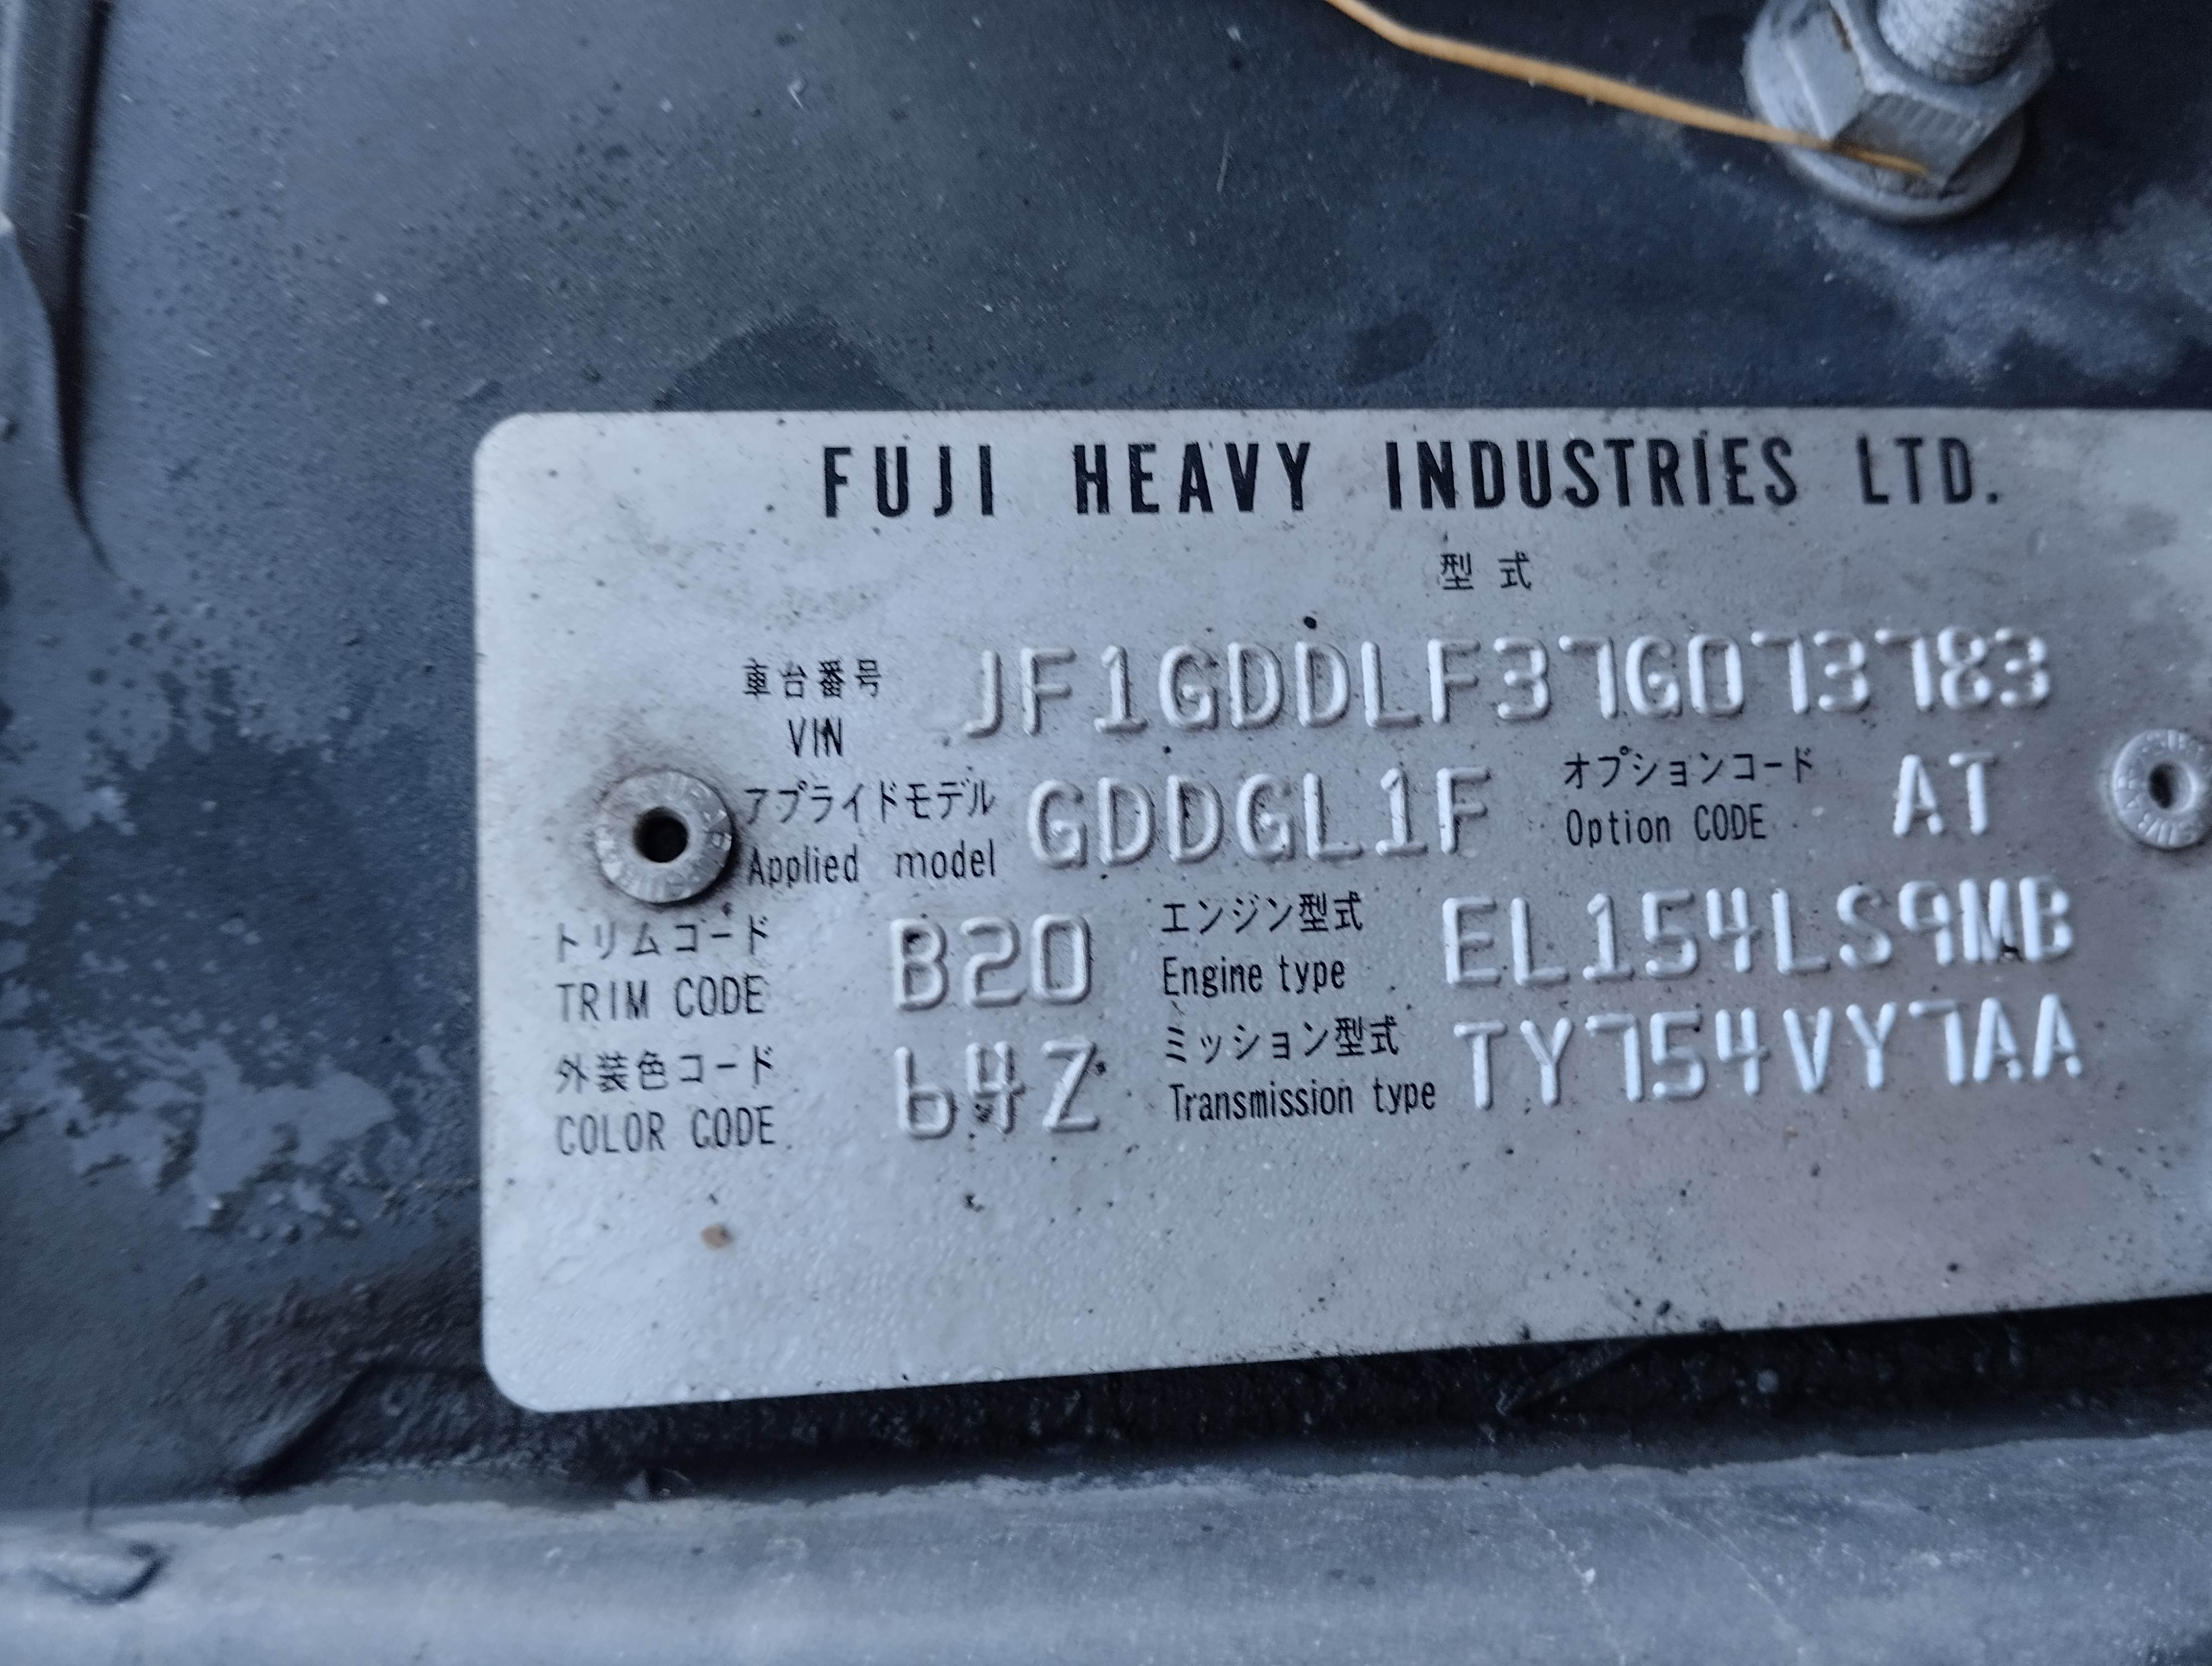 FUJI HEAVY INDUSTRIES LTD.
型式
車台番号 JF1GDDLF37G073783
VIN
アプライドモデル GDDGL1F オプションコード AT
Applied model Option CODE
トリムコード B20 エンジン型式 EL154LS9MB
TRIM CODE Engine type
外装色コード 64Z ミッション型式 TY754VY7AA
COLOR CODE Transmission type